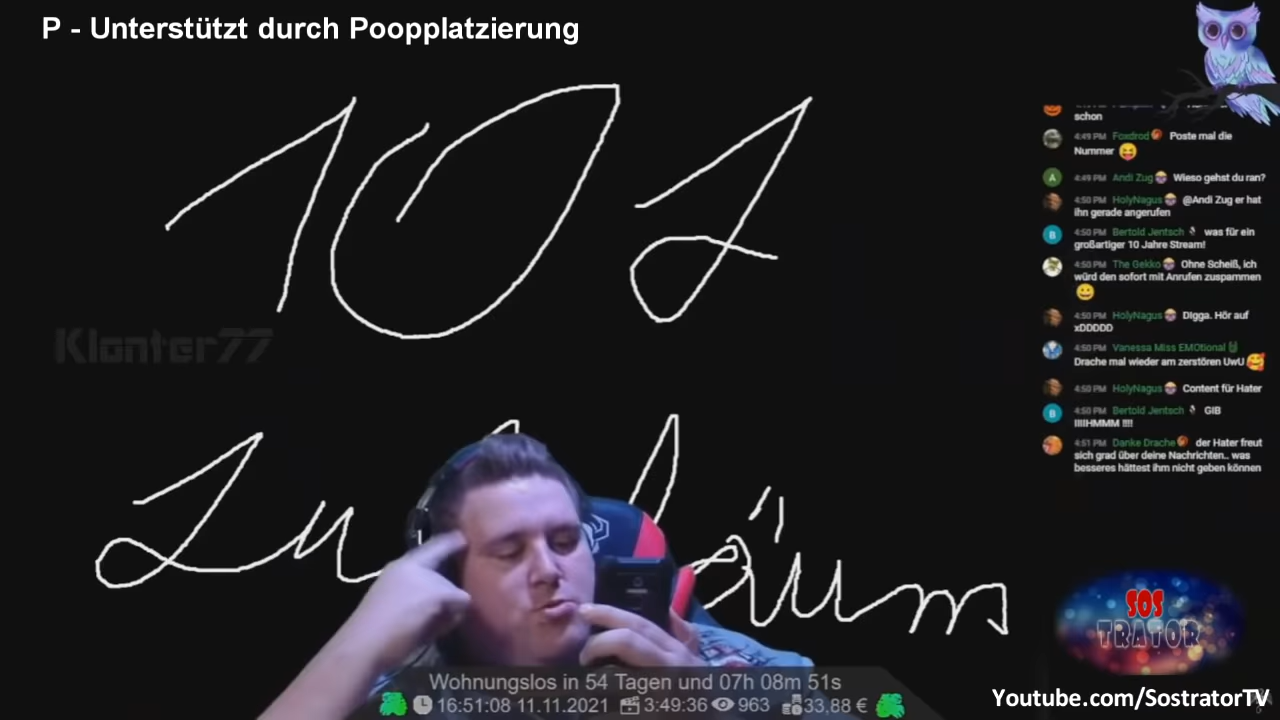 P - Unterstützt durch Poopplatzierung
10 J
Klonter77
schon
4:49 PM Foxdrod Poste mal die
Nummer
4:49 PM Andi Zug Wieso gehst du ran?
4:50 PM HolyNagus @Andi Zug er hat
ihn gerade angerufen
4:50 PM Bertold Jentsch was für ein
großartiger 10 Jahre Stream!
4:50 PM The Gekko Ohne Scheiß, ich
würd den sofort mit Anrufen zuspammen
4:50 PM HolyNagus DIgga. Hör auf
xDDDDD
4:50 PM Vanessa Miss EMOtional
Drache mal wieder am zerstören UwU
4:50 PM HolyNagus Content für Hater
4:50 PM Bertold Jentsch GIB
IIIIHMMM !!!!
4:51 PM Danke Drache der Hater freut
sich grad über deine Nachrichten.. was
besseres hättest ihm nicht geben können
SOS
TRATOR
Wohnungslos in 54 Tagen und 07h 08m 51s
16:51:08 11.11.2021 3:49:36 963 33,88 €
Youtube.com/SostratorTV